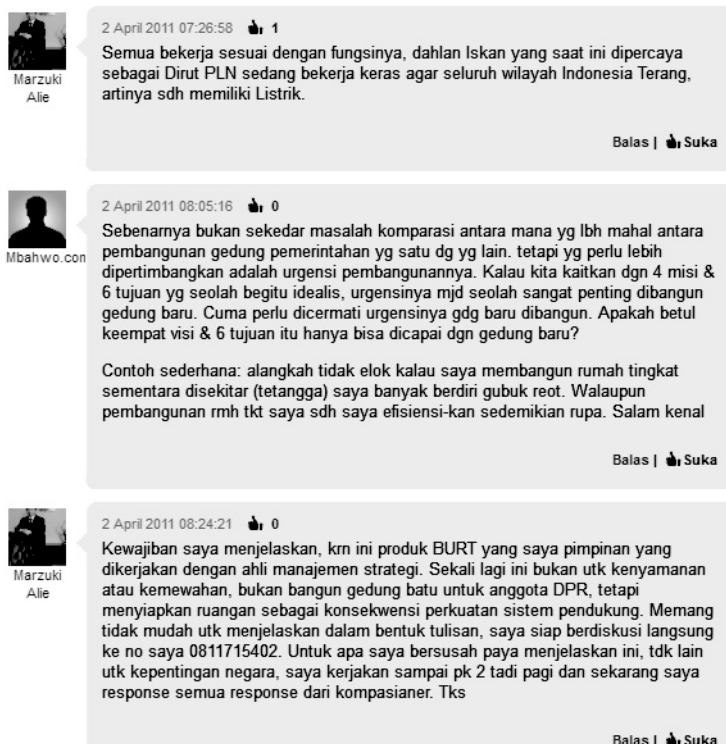 2 April 2011 07:26:58 1
Semua bekerja sesuai dengan fungsinya, dahlan Iskan yang saat ini dipercaya
sebagai Dirut PLN sedang bekerja keras agar seluruh wilayah Indonesia Terang,
artinya sdh memiliki Listrik.
Marzuki
Alie
Balas | Suka
2 April 2011 08:05:16 0
Sebenarnya bukan sekedar masalah komparasi antara mana yg lbh mahal antara
pembangunan gedung pemerintahan yg satu dg yg lain. tetapi yg perlu lebih
dipertimbangkan adalah urgensi pembangunannya. Kalau kita kaitkan dgn 4 misi &
6 tujuan yg seolah begitu idealis, urgensinya mjd seolah sangat penting dibangun
gedung baru. Cuma perlu dicermati urgensinya gdg baru dibangun. Apakah betul
keempat visi & 6 tujuan itu hanya bisa dicapai dgn gedung baru?
Mbahwo.con
Contoh sederhana: alangkah tidak elok kalau saya membangun rumah tingkat
sementara disekitar (tetangga) saya banyak berdiri gubuk reot. Walaupun
pembangunan rmh tkt saya sdh saya efisiensi-kan sedemikian rupa. Salam kenal
Balas | Suka
2 April 2011 08:24:21 0
Kewajiban saya menjelaskan, krn ini produk BURT yang saya pimpinan yang
dikerjakan dengan ahli manajemen strategi. Sekali lagi ini bukan utk kenyamanan
atau kemewahan, bukan bangun gedung batu untuk anggota DPR, tetapi
menyiapkan ruangan sebagai konsekwensi perkuatan sistem pendukung. Memang
tidak mudah utk menjelaskan dalam bentuk tulisan, saya siap berdiskusi langsung
ke no saya 0811715402. Untuk apa saya bersusah paya menjelaskan ini, tdk lain
utk kepentingan negara, saya kerjakan sampai pk 2 tadi pagi dan sekarang saya
response semua response dari kompasianer. Tks
Marzuki
Alie
Balas | Suka